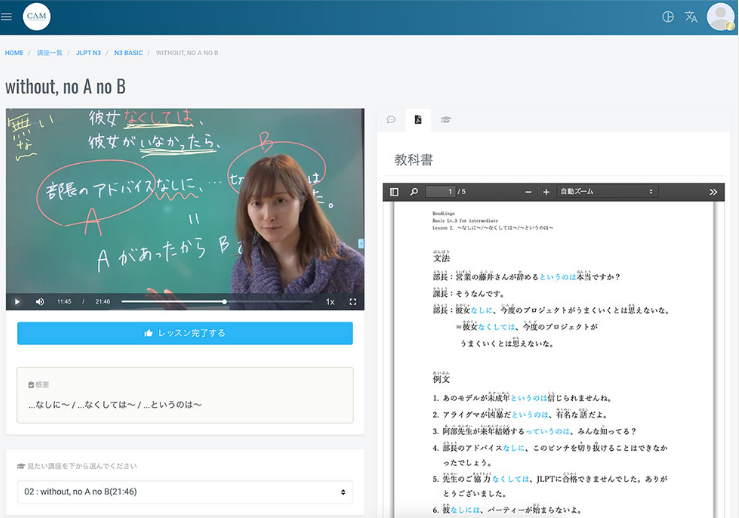 CAM
HOME / 講座一覧 / JLPT N3 / N3 BASIC / WITHOUT, NO A NO B
without, no A no B
無い
な
彼女なくしては、
彼女がいなかったら、
B
部長のアドバイスなしに、…
は
た。
A
=
AがあったからB
11:45 / 21:46
1x
レッスン完了する
概要
…なしに〜 / …なくしては〜 / …というのは〜
見たい講座を下から選んでください
02 : without, no A no B(21:46)
教科書
1 / 5
自動ズーム
BondLingo
Basic Lv.3 for intermediate
Lesson 2. 〜なしに〜/〜なくしては〜/〜というのは〜
文法
部長：営業の藤井さんが辞めるというのは本当ですか？
課長：そうなんです。
部長：彼女なしに、今度のプロジェクトがうまくいくとは思えないな。
＝彼女なくしては、今度のプロジェクトが
うまくいくとは思えないな。
例文
1. あのモデルが未成年というのは信じられませんね。
2. アライグマが凶暴だというのは、有名な話だよ。
3. 阿部先生が来年結婚するっていうのは、みんな知ってる？
4. 部長のアドバイスなしに、このピンチを切り抜けることはできなか
ったでしょう。
5. 先生のご協力なくしては、JLPTに合格できませんでした。ありが
とうございました。
6. 彼なしには、パーティーが始まらないよ。